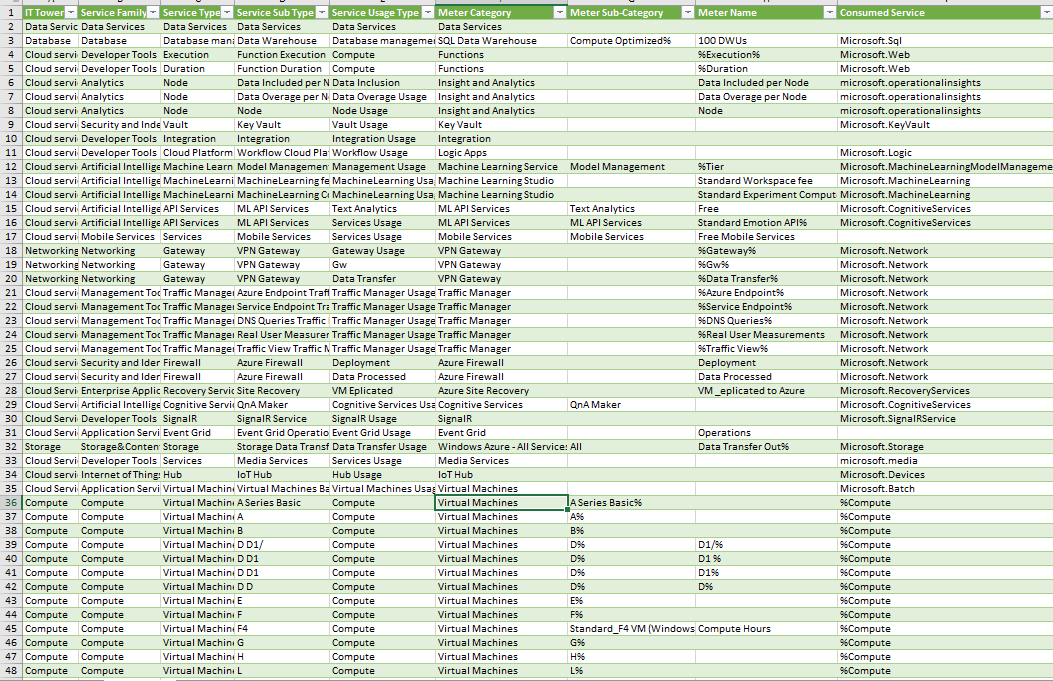 1 IT Tower Service Family Service Type Service Sub Type Service Usage Type Meter Category Meter Sub-Category Meter Name Consumed Service
2 Data Servic Data Services Data Services Data Services Data Services Data Services
3 Database Database Database mana Data Warehouse Database managemen SQL Data Warehouse Compute Optimized% 100 DWUs Microsoft.Sql
4 Cloud servi Developer Tools Execution Function Execution Compute Functions %Execution% Microsoft.Web
5 Cloud servi Developer Tools Duration Function Duration Compute Functions %Duration% Microsoft.Web
6 Cloud servi Analytics Node Data Included per N Data Inclusion Insight and Analytics Data Included per Node microsoft.operationalinsights
7 Cloud servi Analytics Node Data Overage per N Data Overage Usage Insight and Analytics Data Overage per Node microsoft.operationalinsights
8 Cloud servi Analytics Node Node Node Usage Insight and Analytics Node microsoft.operationalinsights
9 Cloud servi Security and Ide Vault Key Vault Vault Usage Key Vault Microsoft.KeyVault
10 Cloud servi Developer Tools Integration Integration Integration Usage Integration
11 Cloud servi Developer Tools Cloud Platform Workflow Cloud Pla Workflow Usage Logic Apps Microsoft.Logic
12 Cloud servi Artificial Intellige Machine Learn Model Managemen Management Usage Machine Learning Service Model Management %Tier Microsoft.MachineLearningModelManageme
13 Cloud servi Artificial Intellige MachineLearni MachineLearning fe MachineLearning Usa Machine Learning Studio Standard Workspace fee Microsoft.MachineLearning
14 Cloud servi Artificial Intellige MachineLearni MachineLearning C MachineLearning Usa Machine Learning Studio Standard Experiment Comput Microsoft.MachineLearning
15 Cloud servi Artificial Intellige API Services ML API Services Text Analytics ML API Services Text Analytics Free Microsoft.CognitiveServices
16 Cloud servi Artificial Intellige API Services ML API Services Services Usage ML API Services ML API Services Standard Emotion API% Microsoft.CognitiveServices
17 Cloud servi Mobile Services Services Mobile Services Services Usage Mobile Services Mobile Services Free Mobile Services
18 Networking Networking Gateway VPN Gateway Gateway Usage VPN Gateway %Gateway% Microsoft.Network
19 Networking Networking Gateway VPN Gateway Gw VPN Gateway %Gw% Microsoft.Network
20 Networking Networking Gateway VPN Gateway Data Transfer VPN Gateway %Data Transfer% Microsoft.Network
21 Cloud servi Management Too Traffic Manager Azure Endpoint Traff Traffic Manager Usage Traffic Manager %Azure Endpoint% Microsoft.Network
22 Cloud servi Management Too Traffic Manager Service Endpoint Tra Traffic Manager Usage Traffic Manager %Service Endpoint% Microsoft.Network
23 Cloud servi Management Too Traffic Manager DNS Queries Traffic Traffic Manager Usage Traffic Manager %DNS Queries% Microsoft.Network
24 Cloud servi Management Too Traffic Manager Real User Measurer Traffic Manager Usage Traffic Manager %Real User Measurements Microsoft.Network
25 Cloud servi Management Too Traffic Manager Traffic View Traffic M Traffic Manager Usage Traffic Manager %Traffic View% Microsoft.Network
26 Cloud Servi Security and Ider Firewall Azure Firewall Deployment Azure Firewall Deployment Microsoft.Network
27 Cloud Servi Security and Ider Firewall Azure Firewall Data Processed Azure Firewall Data Processed Microsoft.Network
28 Cloud Servi Enterprise Applic Recovery Servic Site Recovery VM Eplicated Azure Site Recovery VM _eplicated to Azure Microsoft.RecoveryServices
29 Cloud Servi Artificial Intellige Cognitive Servi QnA Maker Cognitive Services Usa Cognitive Services QnA Maker Microsoft.CognitiveServices
30 Cloud Servi Developer Tools SignalR SignalR Service SignalR Usage SignalR Microsoft.SignalRService
31 Cloud Servi Application Servi Event Grid Event Grid Operatio Event Grid Usage Event Grid Operations
32 Storage Storage&Conten Storage Storage Data Transf Data Transfer Usage Windows Azure - All Services All Data Transfer Out% Microsoft.Storage
33 Cloud Servi Developer Tools Services Media Services Services Usage Media Services microsoft.media
34 Cloud Servi Internet of Things Hub IoT Hub Hub Usage IoT Hub Microsoft.Devices
35 Cloud Servi Application Servi Virtual Machin Virtual Machines Ba Virtual Machines Usag Virtual Machines Microsoft.Batch
36 Compute Compute Virtual Machin A Series Basic Compute Virtual Machines A Series Basic% %Compute
37 Compute Compute Virtual Machin A Compute Virtual Machines A% %Compute
38 Compute Compute Virtual Machin B Compute Virtual Machines B% %Compute
39 Compute Compute Virtual Machin D D1/ Compute Virtual Machines D% D1/% %Compute
40 Compute Compute Virtual Machin D D1 Compute Virtual Machines D% D1 % %Compute
41 Compute Compute Virtual Machin D D1 Compute Virtual Machines D% D1% %Compute
42 Compute Compute Virtual Machin D D Compute Virtual Machines D% D% %Compute
43 Compute Compute Virtual Machin E Compute Virtual Machines E% %Compute
44 Compute Compute Virtual Machin F Compute Virtual Machines F% %Compute
45 Compute Compute Virtual Machin F4 Compute Virtual Machines Standard_F4 VM (Windows Compute Hours %Compute
46 Compute Compute Virtual Machin G Compute Virtual Machines G% %Compute
47 Compute Compute Virtual Machin H Compute Virtual Machines H% %Compute
48 Compute Compute Virtual Machin L Compute Virtual Machines L% %Compute